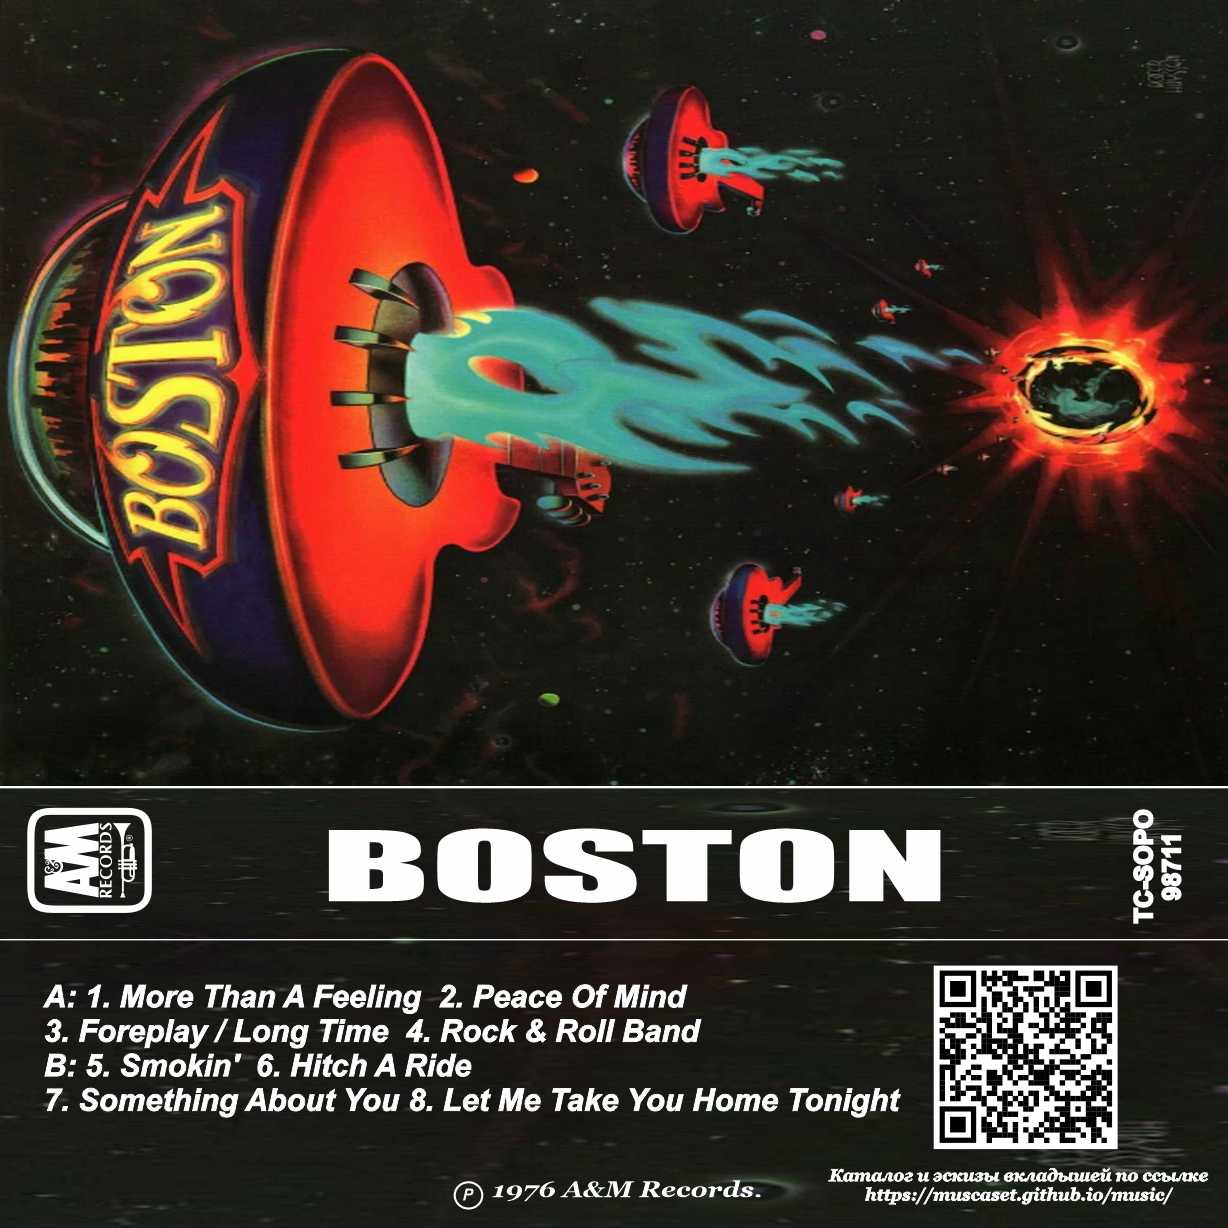 BOSTON
A&M
RECORDS
BOSTON
TC-SOPO
98711
A: 1. More Than A Feeling 2. Peace Of Mind
3. Foreplay / Long Time 4. Rock & Roll Band
B: 5. Smokin' 6. Hitch A Ride
7. Something About You 8. Let Me Take You Home Tonight
Ⓟ 1976 A&M Records.
Каталог и эскизы вкладышей по ссылке
https://muscaset.github.io/music/